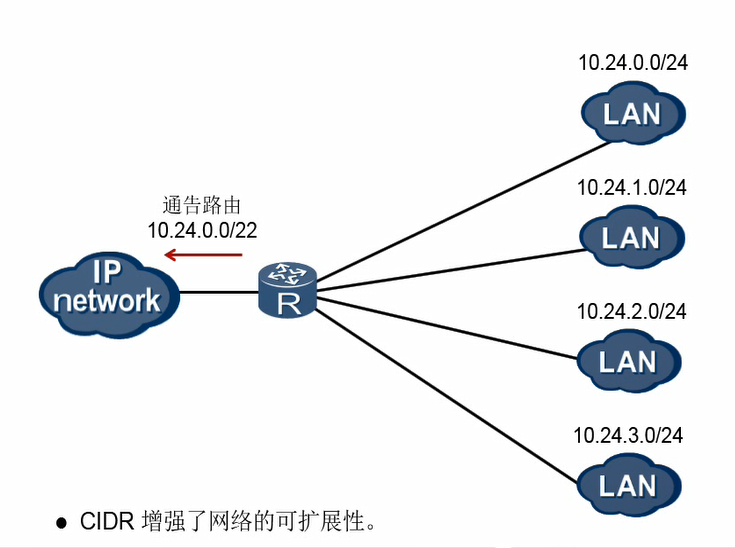 10.24.0.0/24
LAN
10.24.1.0/24
LAN
通告路由
10.24.0.0/22
IP
network
R
10.24.2.0/24
LAN
10.24.3.0/24
LAN
● CIDR 增强了网络的可扩展性。